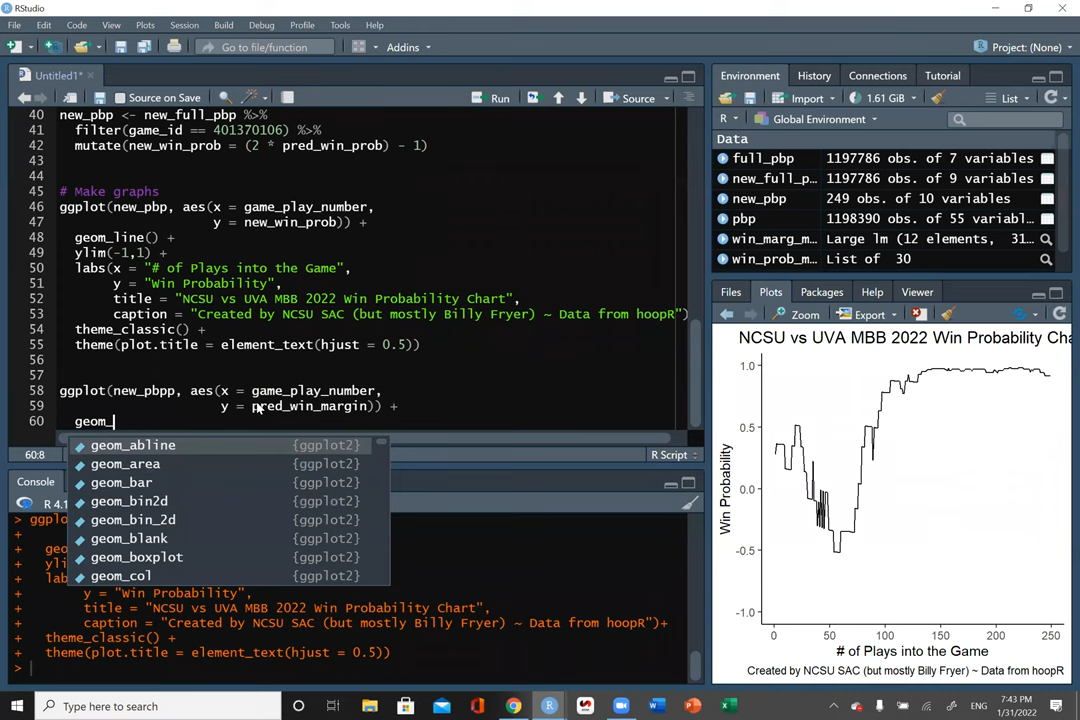 RStudio
File Edit Code View Plots Session Build Debug Profile Tools Help
Go to file/function Addins Project: (None)
Untitled1*
Source on Save Run Source
40 new_pbp <- new_full_pbp %>%
41 filter(game_id == 401370106) %>%
42 mutate(new_win_prob = (2 * pred_win_prob) - 1)
43
44
45 # Make graphs
46 ggplot(new_pbp, aes(x = game_play_number,
47 y = new_win_prob)) +
48 geom_line() +
49 ylim(-1,1) +
50 labs(x = "# of Plays into the Game",
51 y = "Win Probability",
52 title = "NCSU vs UVA MBB 2022 Win Probability Chart",
53 caption = "Created by NCSU SAC (but mostly Billy Fryer) ~ Data from hoopR")
54 theme_classic() +
55 theme(plot.title = element_text(hjust = 0.5))
56
57
58 ggplot(new_pbpp, aes(x = game_play_number,
59 y = pred_win_margin)) +
60 geom_
geom_abline {ggplot2}
geom_area {ggplot2}
geom_bar {ggplot2}
geom_bin2d {ggplot2}
geom_bin_2d {ggplot2}
geom_blank {ggplot2}
geom_boxplot {ggplot2}
geom_col {ggplot2}
60:8 R Script
Console
R 4.1
> ggplo
+
+ geo
+ yli
+ lab
+ y = "Win Probability",
+ title = "NCSU vs UVA MBB 2022 Win Probability Chart",
+ caption = "Created by NCSU SAC (but mostly Billy Fryer) ~ Data from hoopR")+
+ theme_classic() +
+ theme(plot.title = element_text(hjust = 0.5))
>
Environment History Connections Tutorial
Import 1.61 GiB List
R Global Environment
Data
full_pbp 1197786 obs. of 7 variables
new_full_p… 1197786 obs. of 9 variables
new_pbp 249 obs. of 10 variables
pbp 1198390 obs. of 55 variabl…
win_marg_m… Large lm (12 elements, 31…
win_prob_m… List of 30
Files Plots Packages Help Viewer
Zoom Export
NCSU vs UVA MBB 2022 Win Probability Cha
1.0
0.5
0.0
-0.5
-1.0
Win Probability
0 50 100 150 200 250
# of Plays into the Game
Created by NCSU SAC (but mostly Billy Fryer) ~ Data from hoopR
Type here to search
ENG
7:43 PM
1/31/2022